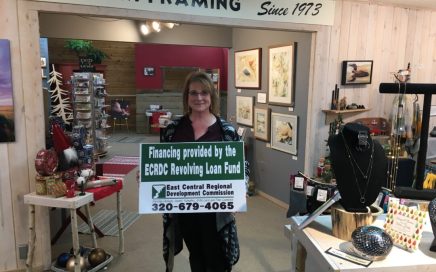 FRAMING
Since 1973
Financing provided by the
ECRDC Revolving Loan Fund
East Central Regional
Development Commission
320-679-4065